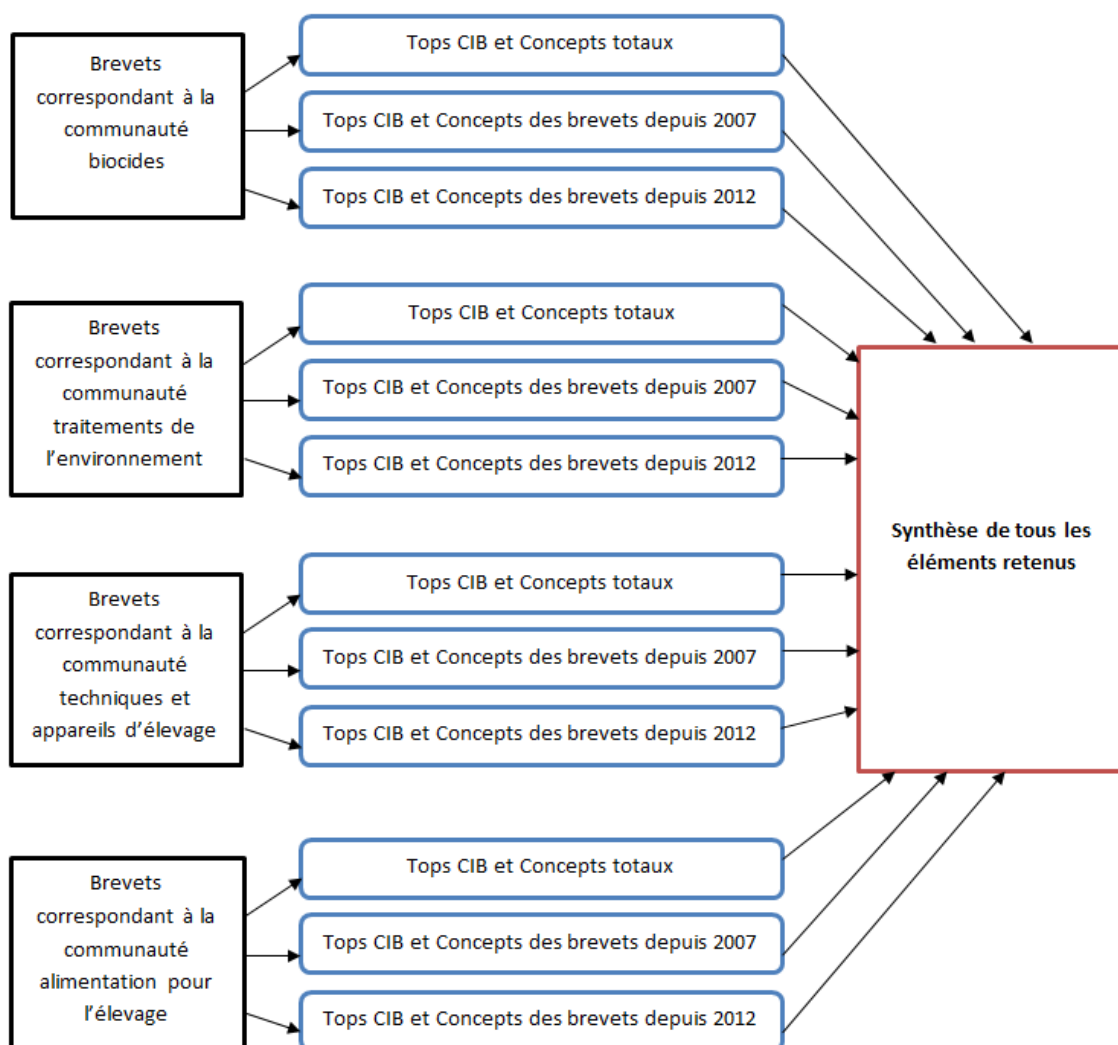 Brevets
correspondant à la
communauté
biocides
Tops CIB et Concepts totaux
Tops CIB et Concepts des brevets depuis 2007
Tops CIB et Concepts des brevets depuis 2012
Brevets
correspondant à la
communauté
traitements de
l’environnement
Tops CIB et Concepts totaux
Tops CIB et Concepts des brevets depuis 2007
Tops CIB et Concepts des brevets depuis 2012
Brevets
correspondant à la
communauté
techniques et
appareils d’élevage
Tops CIB et Concepts totaux
Tops CIB et Concepts des brevets depuis 2007
Tops CIB et Concepts des brevets depuis 2012
Brevets
correspondant à la
communauté
alimentation pour
l’élevage
Tops CIB et Concepts totaux
Tops CIB et Concepts des brevets depuis 2007
Tops CIB et Concepts des brevets depuis 2012
Synthèse de tous les
éléments retenus